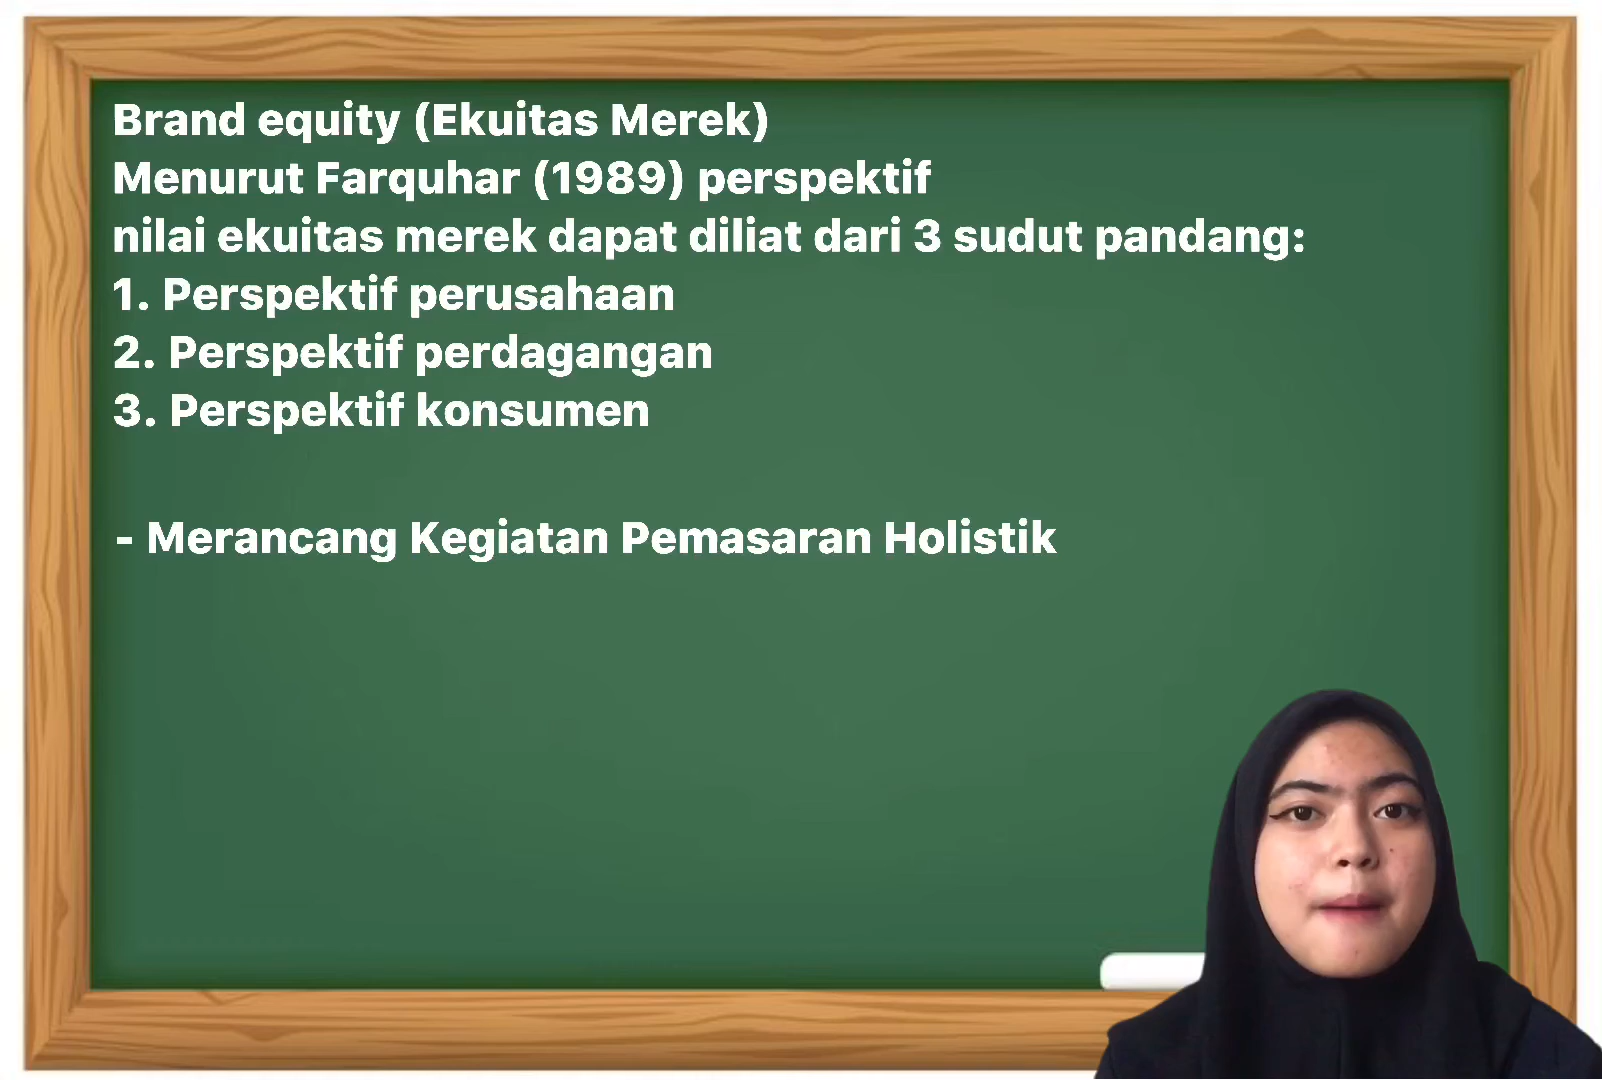 Brand equity (Ekuitas Merek)
Menurut Farquhar (1989) perspektif
nilai ekuitas merek dapat diliat dari 3 sudut pandang:
1. Perspektif perusahaan
2. Perspektif perdagangan
3. Perspektif konsumen
- Merancang Kegiatan Pemasaran Holistik